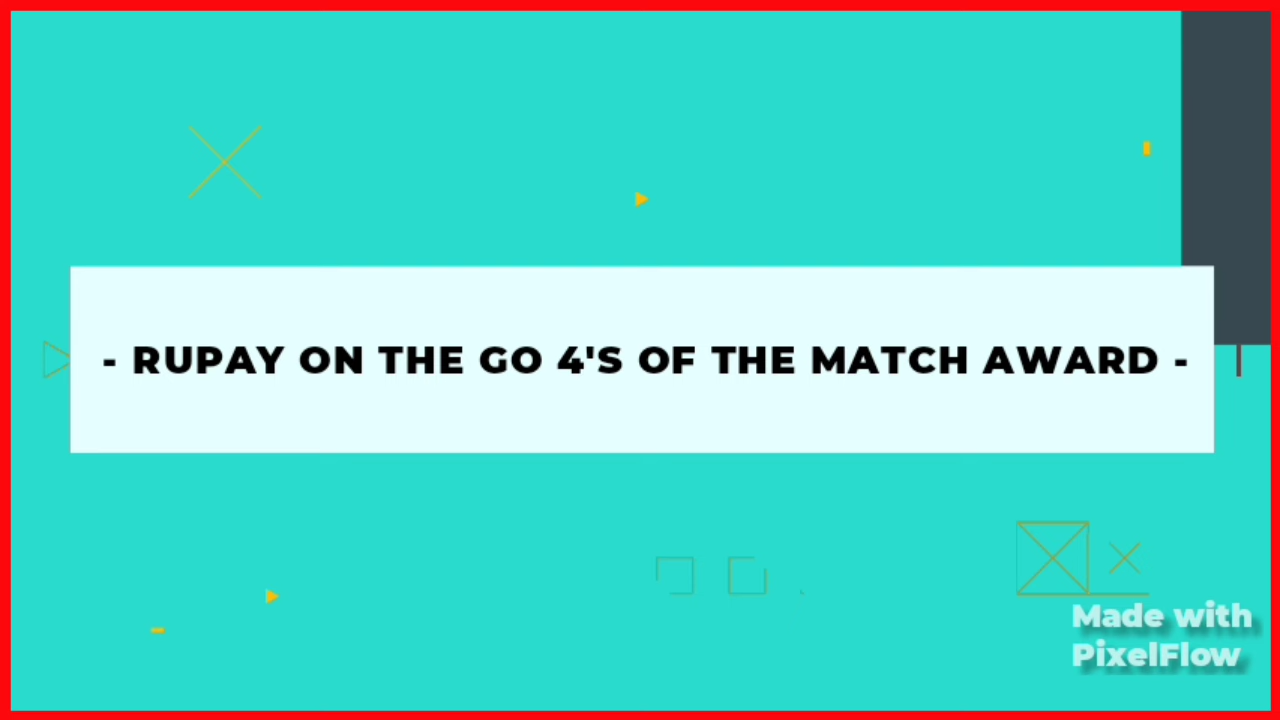 - RUPAY ON THE GO 4'S OF THE MATCH AWARD -
Made with
PixelFlow